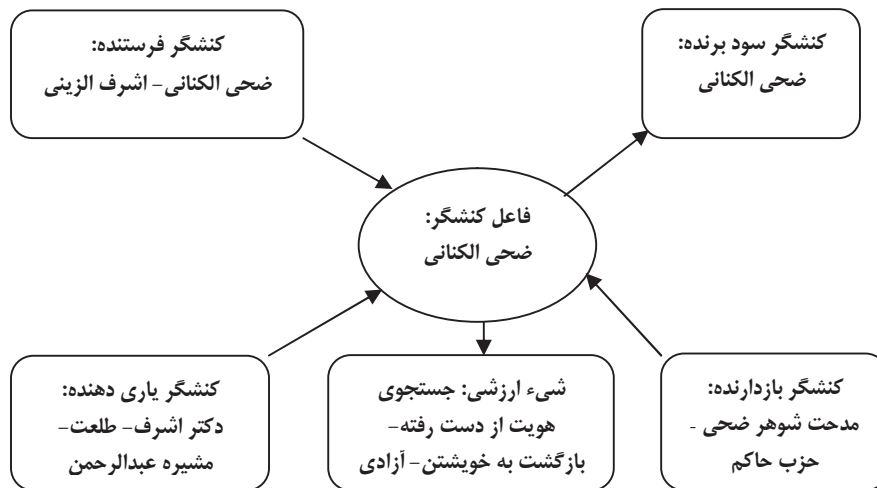 کنشگر سود برنده:
ضحی الکنانی
کنشگر فرستنده:
ضحی الکنانی- اشرف الزینی
فاعل کنشگر:
ضحی الکنانی
کنشگر بازدارنده:
مدحت شوهر ضحی -
حزب حاکم
شیء ارزشی: جستجوی
هویت از دست رفته-
بازگشت به خویشتن- آزادی
کنشگر یاری دهنده:
دکتر اشرف- طلعت-
مشیره عبدالرحمن